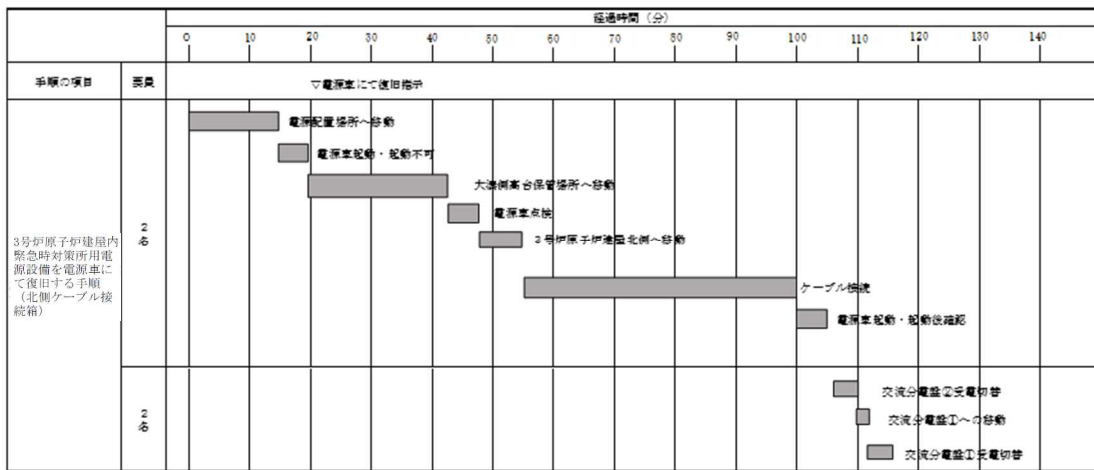 経過時間（分）
0 10 20 30 40 50 60 70 80 90 100 110 120 130 140
手順の項目 要員 ▽電源車にて復旧指示
電源配置場所へ移動
電源車起動・起動不可
大湊側高台保管場所へ移動
電源車点検
3号炉原子炉建屋北側へ移動
ケーブル接続
電源車起動・起動後確認
3号炉原子炉建屋内
緊急時対策所用電
源設備を電源車に
て復旧する手順
（北側ケーブル接
続箱）
2
名
交流分電盤②受電切替
交流分電盤①への移動
交流分電盤①受電切替
2
名